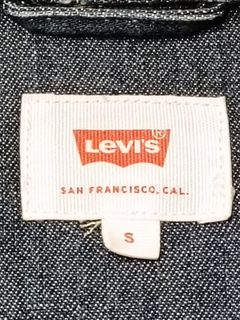 LEVI'S®
SAN FRANCISCO, CAL.
S